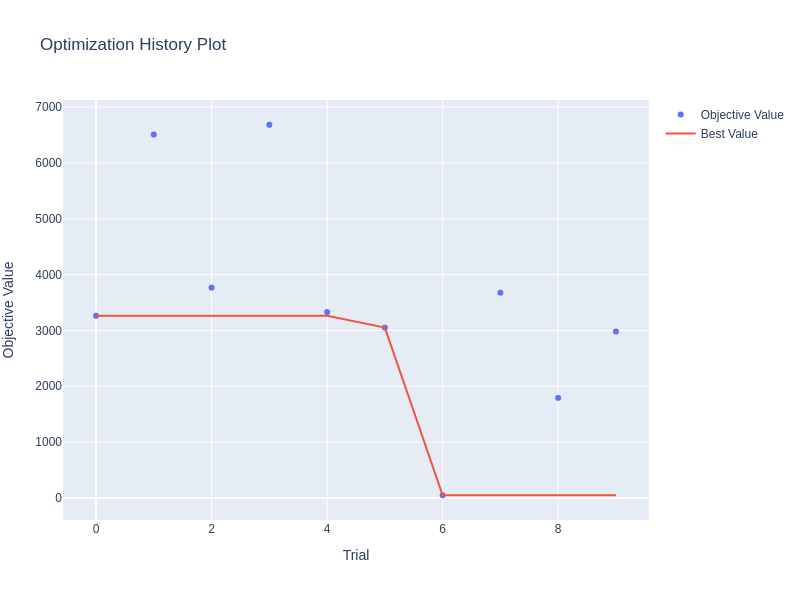 Optimization History Plot
Objective Value
Best Value
7000
6000
5000
4000
3000
2000
1000
0
Objective Value
0 2 4 6 8
Trial